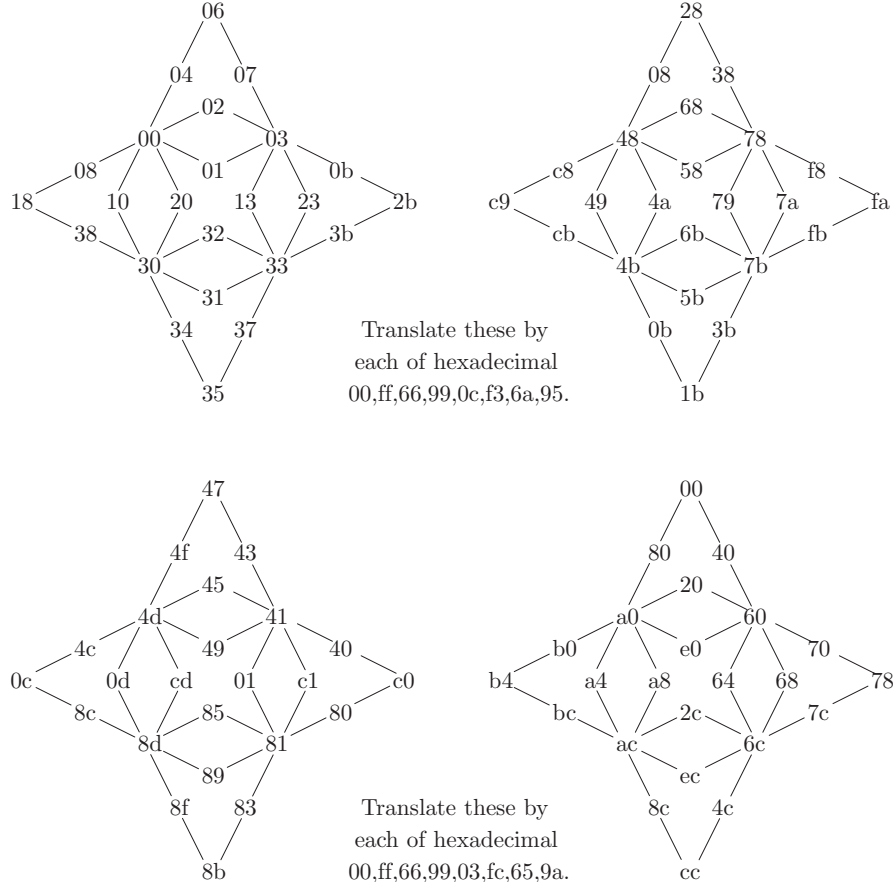 06 28
04 07 08 38
02 68
00 03 48 78
08 01 0b c8 58 f8
18 10 20 13 23 2b c9 49 4a 79 7a fa
38 32 3b cb 6b fb
30 33 4b 7b
31 5b
34 37 Translate these by 0b 3b
each of hexadecimal
35 00,ff,66,99,0c,f3,6a,95. 1b
47 00
4f 43 80 40
45 20
4d 41 a0 60
4c 49 40 b0 e0 70
0c 0d cd 01 c1 c0 b4 a4 a8 64 68 78
8c 85 80 bc 2c 7c
8d 81 ac 6c
89 ec
8f 83 Translate these by 8c 4c
each of hexadecimal
8b 00,ff,66,99,03,fc,65,9a. cc